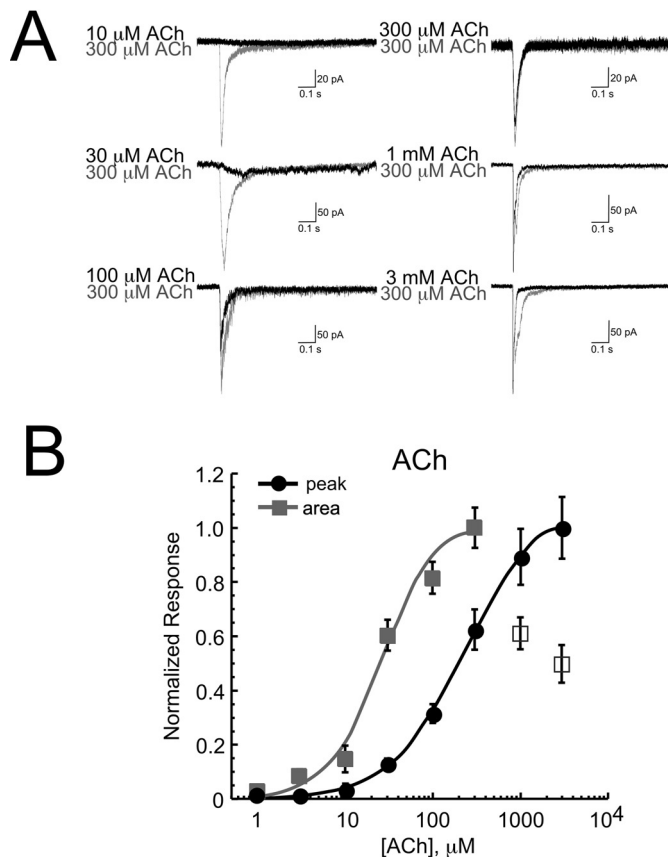 A
10 μM ACh
300 μM ACh
20 pA
0.1 s
300 μM ACh
300 μM ACh
20 pA
0.1 s
30 μM ACh
300 μM ACh
50 pA
0.1 s
1 mM ACh
300 μM ACh
50 pA
0.1 s
100 μM ACh
300 μM ACh
50 pA
0.1 s
3 mM ACh
300 μM ACh
50 pA
0.1 s
B
ACh
peak
area
Normalized Response
1.2
1.0
0.8
0.6
0.4
0.2
0
1 10 100 1000 10⁴
[ACh], μM